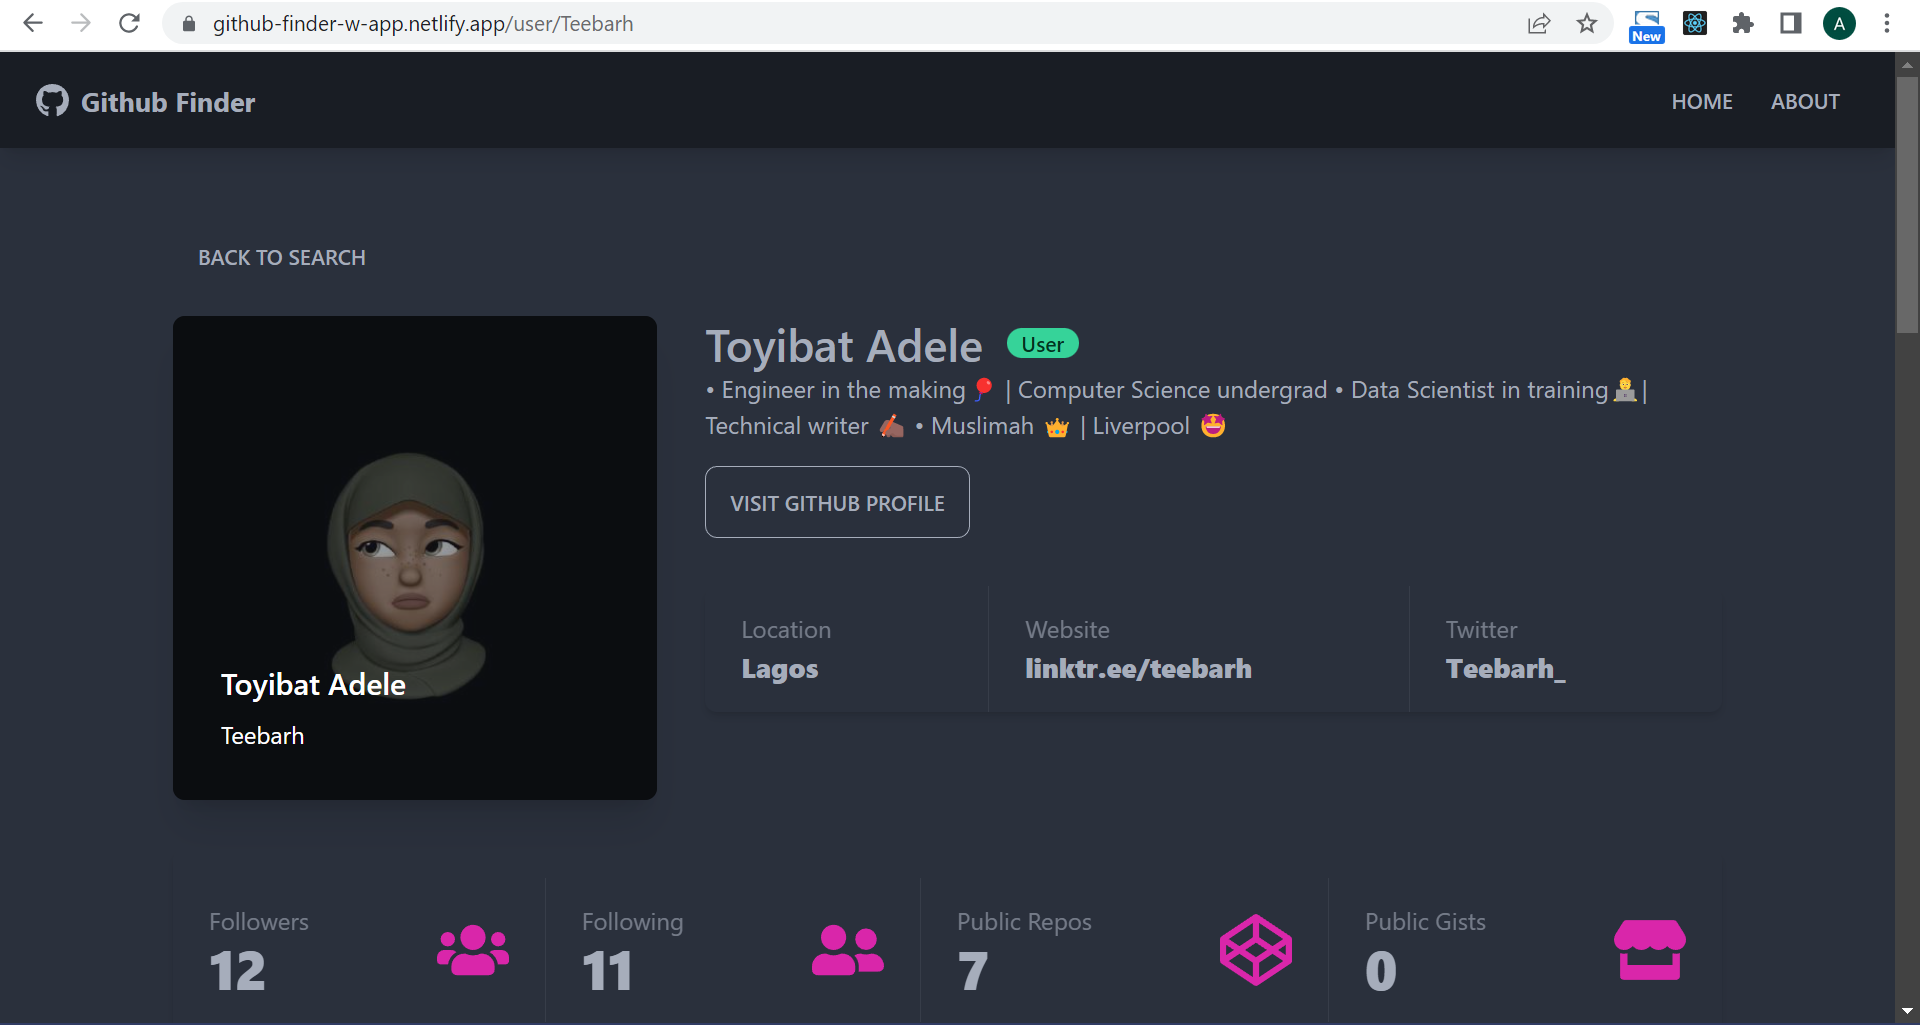 github-finder-w-app.netlify.app/user/Teebarh
New
A
Github Finder
HOME
ABOUT
BACK TO SEARCH
Toyibat Adele
Teebarh
Toyibat Adele User
• Engineer in the making 🎈 | Computer Science undergrad • Data Scientist in training 👩‍💻 |
Technical writer ✍🏾 • Muslimah 👑 | Liverpool 🤩
VISIT GITHUB PROFILE
Location
Lagos
Website
linktr.ee/teebarh
Twitter
Teebarh_
Followers
12
Following
11
Public Repos
7
Public Gists
0